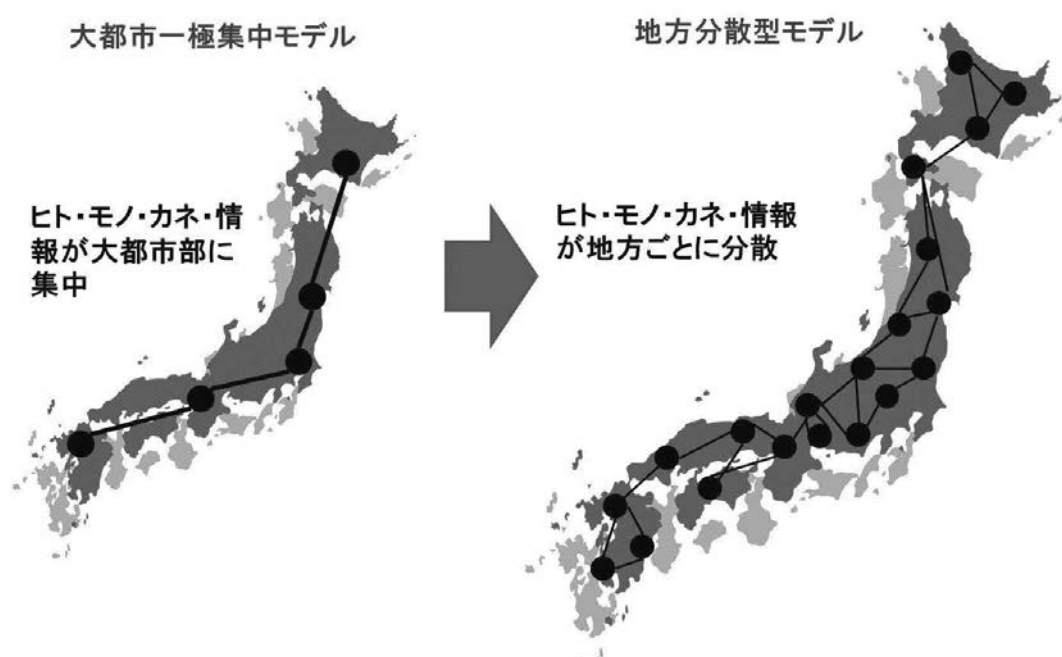 大都市一極集中モデル
ヒト・モノ・カネ・情
報が大都市部に
集中
地方分散型モデル
ヒト・モノ・カネ・情報
が地方ごとに分散